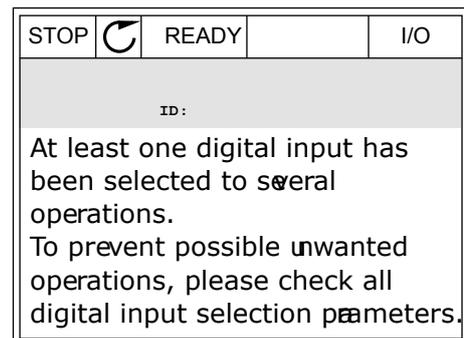 STOP READY I/O
ID:
At least one digital input has
been selected to several
operations.
To prevent possible unwanted
operations, please check all
digital input selection parameters.